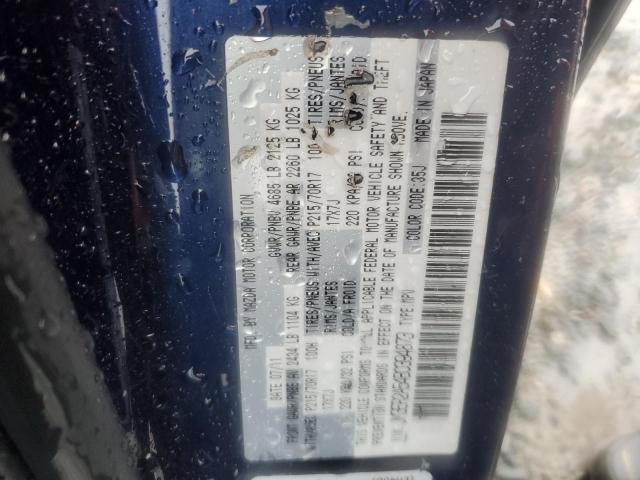 MFD BY MAZDA MOTOR CORPORATION
DATE 07/11 GVWR/PNBV 4685 LB 2125 KG
FRONT GAWR/PNBE AV 2434 LB 1104 KG REAR GAWR/PNBE AR 2260 LB 1025 KG
WITH/AVEC P215/70R17 100H TIRES/PNEUS WITH/AVEC P215/70R17 TIRES/PNEUS
17X7J RIMS/JANTES 17X7J RIMS/JANTES
220 KPA/32 PSI COLD/A FROID 220 KPA/ PSI
THIS VEHICLE CONFORMS TO ALL APPLICABLE FEDERAL MOTOR VEHICLE SAFETY AND THEFT
PREVENTION STANDARDS IN EFFECT ON THE DATE OF MANUFACTURE SHOWN ABOVE.
TYPE: MPV COLOR CODE: 35J MADE IN JAPAN